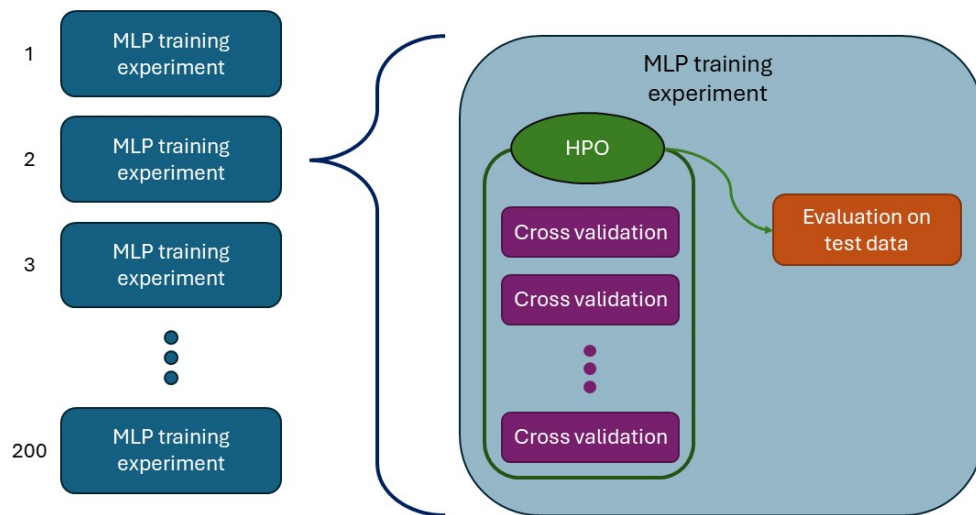 1
MLP training
experiment
2
MLP training
experiment
3
MLP training
experiment
200
MLP training
experiment
MLP training
experiment
HPO
Cross validation
Cross validation
Cross validation
Evaluation on
test data